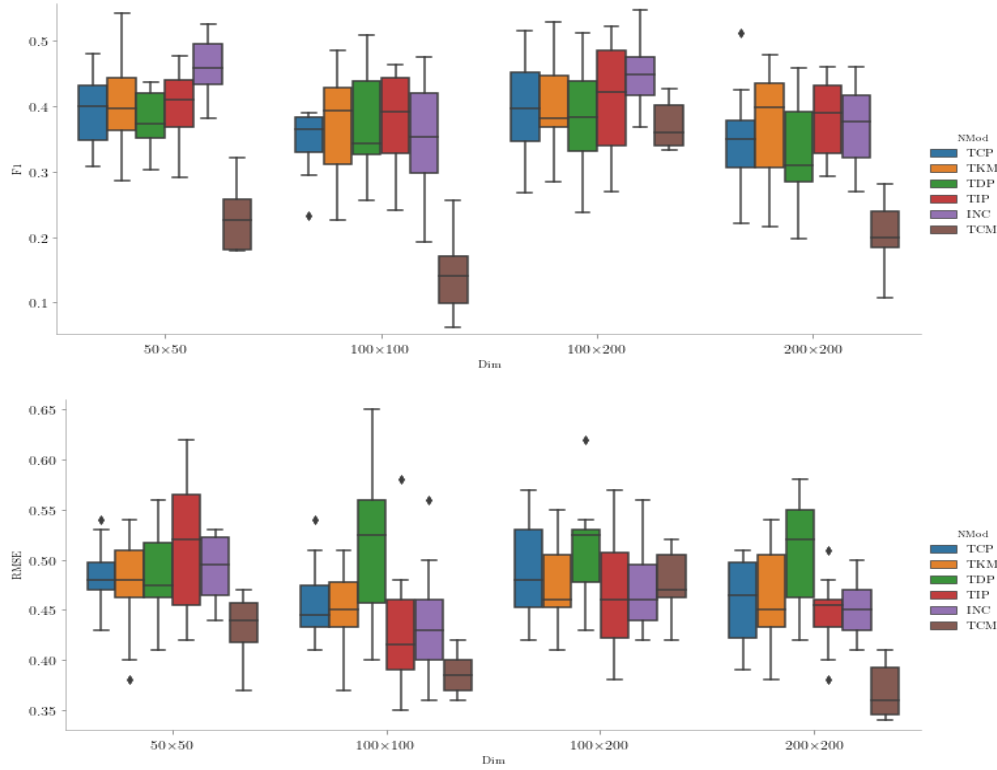 F1
0.5
0.4
0.3
0.2
0.1
50×50
100×100
100×200
200×200
Dim
NMod
TCP
TKM
TDP
TIP
INC
TCM
RMSE
0.65
0.60
0.55
0.50
0.45
0.40
0.35
50×50
100×100
100×200
200×200
Dim
NMod
TCP
TKM
TDP
TIP
INC
TCM